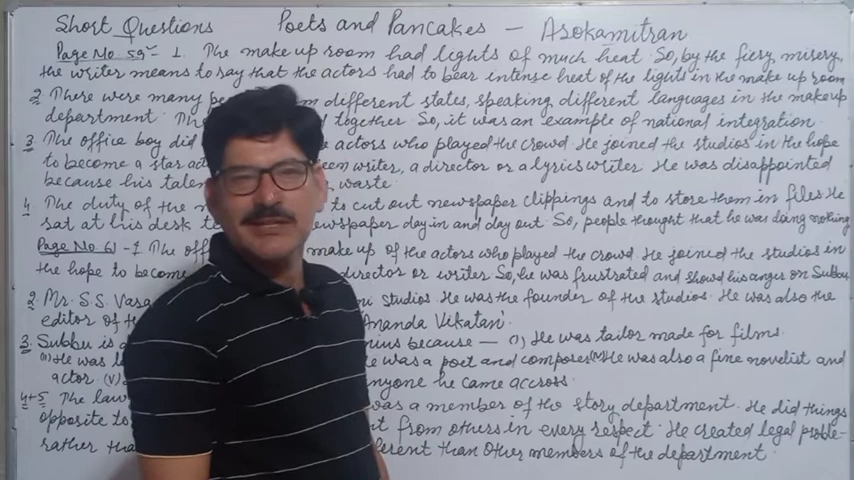 Short Questions Poets and Pancakes - Asokamitran
Page No. 59 - 1. The make up room had lights of much heat. So, by the fiery misery,
the writer means to say that the actors had to bear intense heat of the lights in the make up room
2. There were many different states, speaking different languages in the makeup
department. together. So, it was an example of national integration.
3. The office boy did actors who played the crowd. He joined the studios in the hope
to become a star writer, a director or a lyrics writer. He was disappointed
because his waste.
4. The duty of the to cut out newspaper clippings and to store them in files He
sat at his desk newspaper day in and day out. So, people thought that he was doing nothing
Page No 61 - 1 The make up of the actors who played the crowd. He joined the studios in
the hope to become director or writer So, he was frustrated and showed his anger on Subbu
2. Mr. S.S. Studios. He was the founder of the studios. He was also the
editor of 'Ananda Vikatan'.
3. Subbu is because - (i) He was tailor made for films.
(ii) He was He was a poet and composer (iv) He was also a fine novelist and
actor. (v) anyone he came accross.
4+5 The was a member of the story department. He did things
opposite to from others in every respect. He created legal proble-
rather different than other members of the department